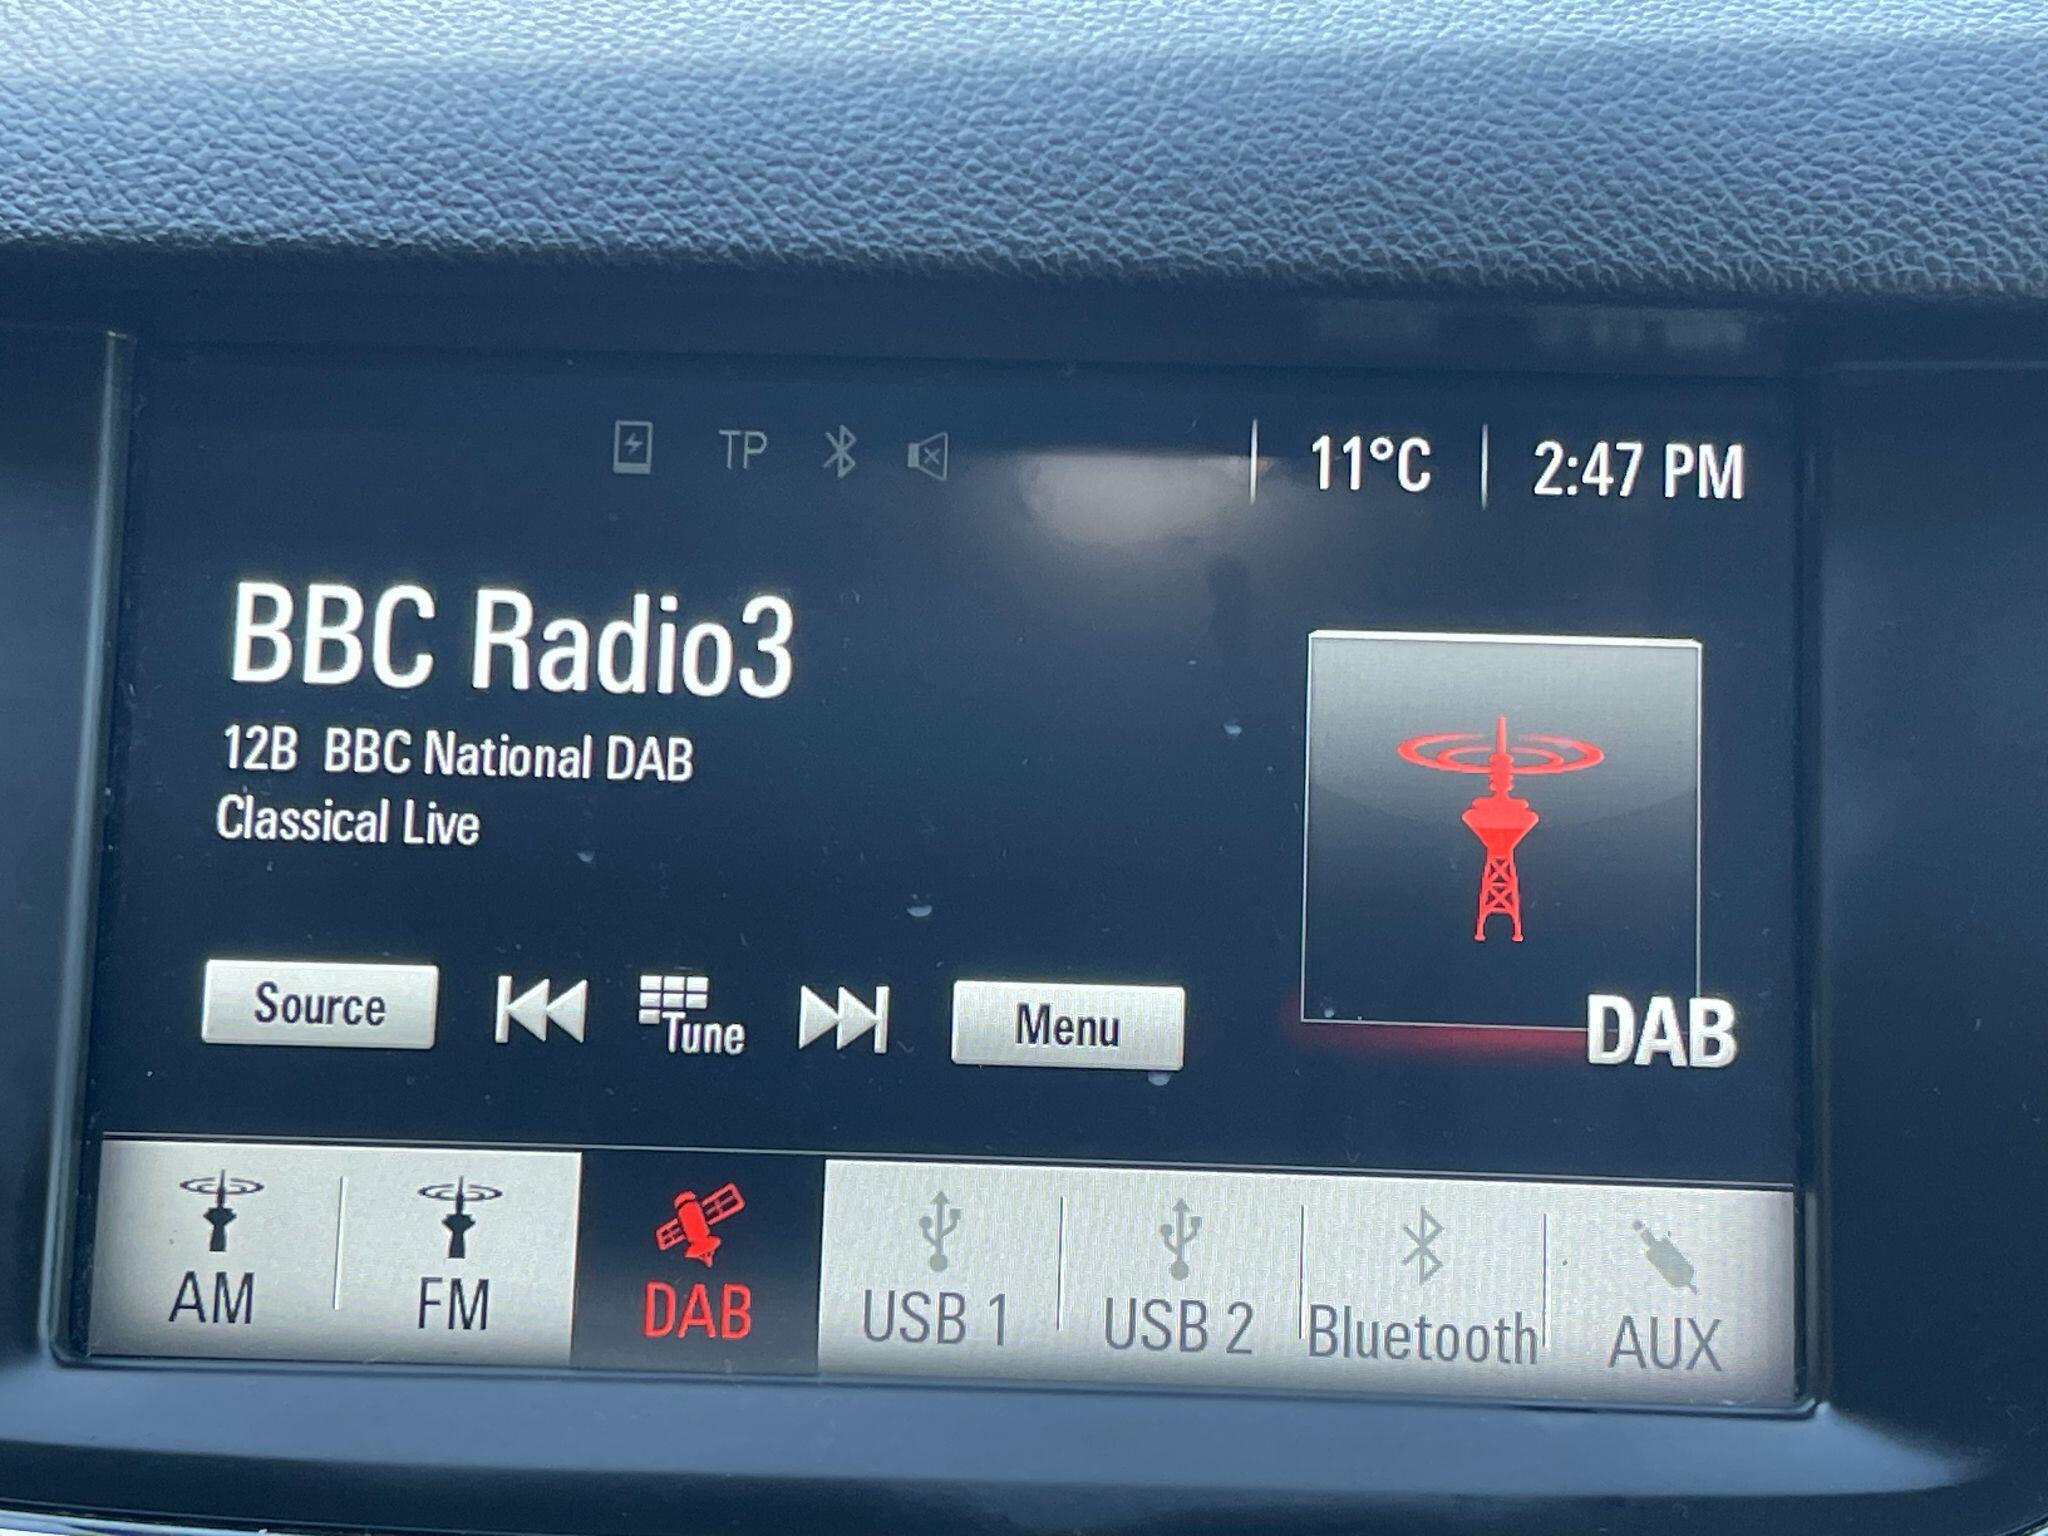 TP
11°C
2:47 PM
BBC Radio3
12B BBC National DAB
Classical Live
Source
Tune
Menu
DAB
AM
FM
DAB
USB 1
USB 2
Bluetooth
AUX